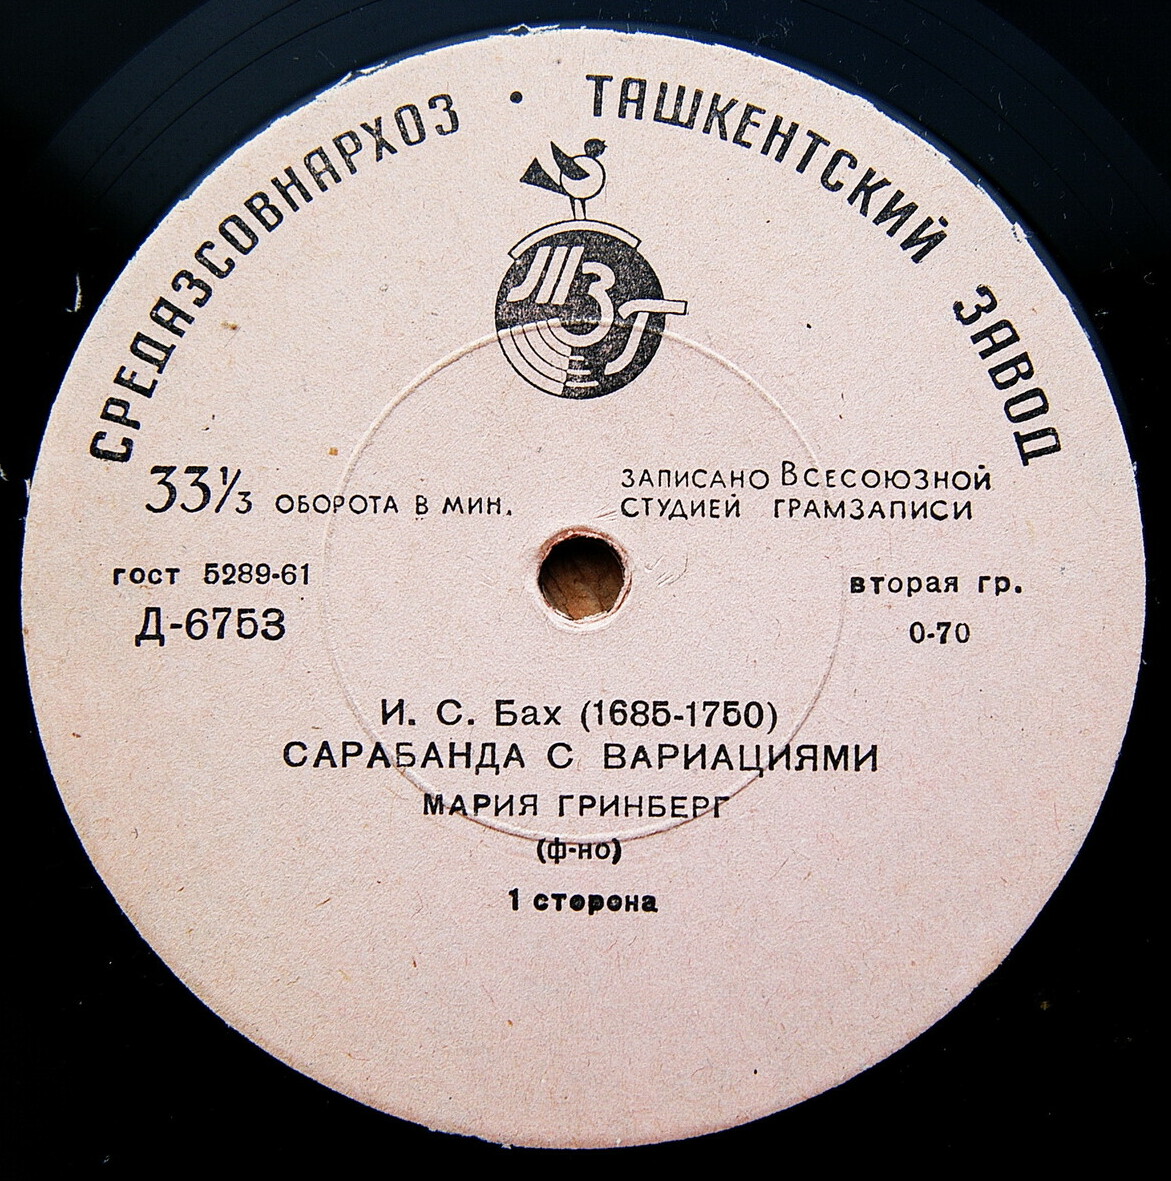 СРЕДАЗСОВНАРХОЗ • ТАШКЕНТСКИЙ ЗАВОД
ТЗГ
33⅓ ОБОРОТА В МИН.
ЗАПИСАНО ВСЕСОЮЗНОЙ
СТУДИЕЙ ГРАМЗАПИСИ
гост 5289-61
Д-6753
вторая гр.
0-70
И. С. Бах (1685-1750)
САРАБАНДА С ВАРИАЦИЯМИ
МАРИЯ ГРИНБЕРГ
(ф-но)
1 сторона